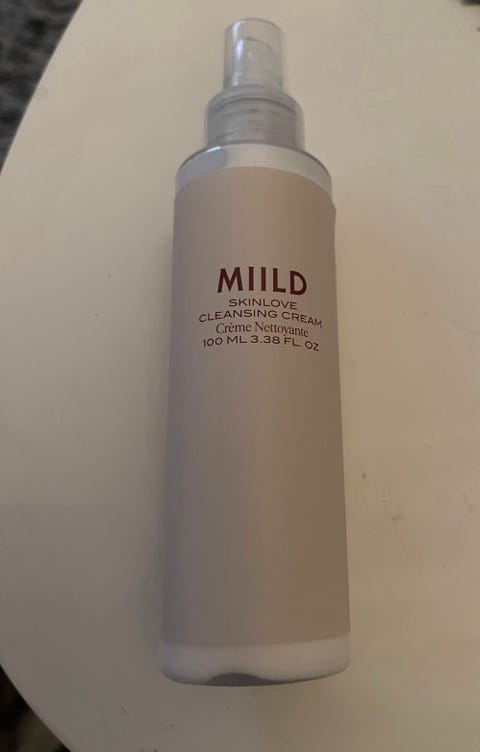 MIILD
SKINLOVE
CLEANSING CREAM
Crème Nettoyante
100 ML 3.38 FL. OZ